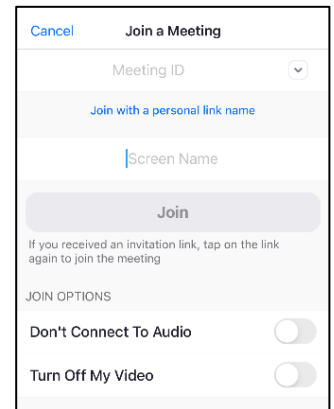 Cancel Join a Meeting
Meeting ID
Join with a personal link name
Screen Name
Join
If you received an invitation link, tap on the link
again to join the meeting
JOIN OPTIONS
Don't Connect To Audio
Turn Off My Video